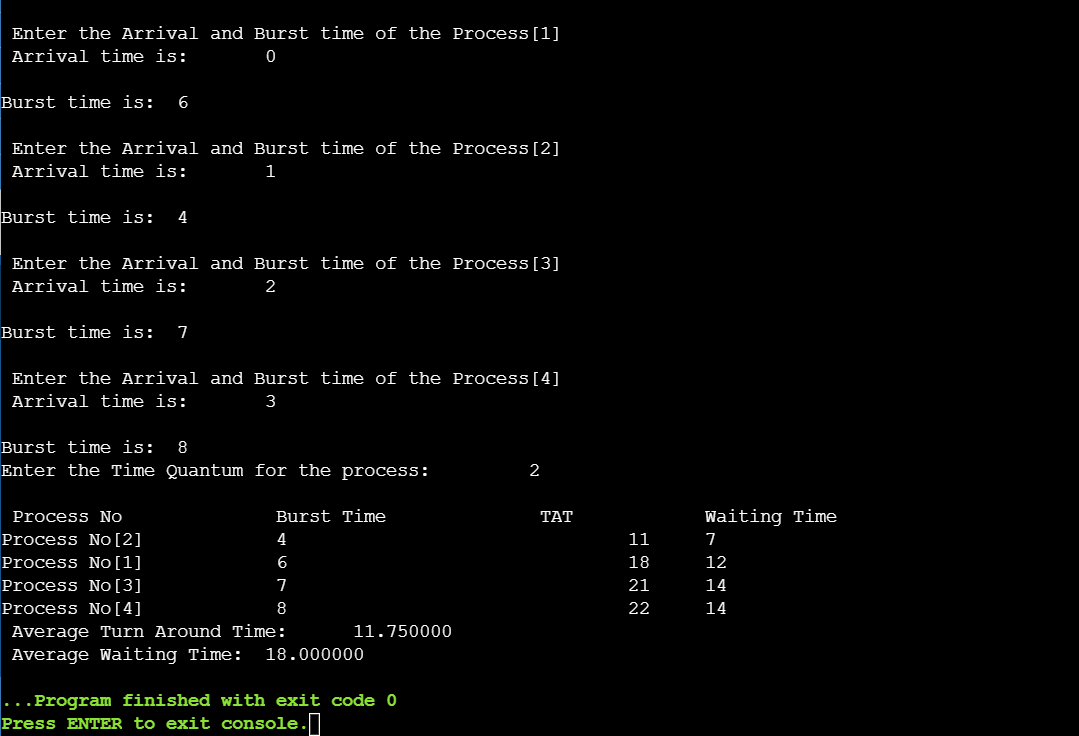 Enter the Arrival and Burst time of the Process[1]
Arrival time is: 0
Burst time is: 6
Enter the Arrival and Burst time of the Process[2]
Arrival time is: 1
Burst time is: 4
Enter the Arrival and Burst time of the Process[3]
Arrival time is: 2
Burst time is: 7
Enter the Arrival and Burst time of the Process[4]
Arrival time is: 3
Burst time is: 8
Enter the Time Quantum for the process: 2
Process No Burst Time TAT Waiting Time
Process No[2] 4 11 7
Process No[1] 6 18 12
Process No[3] 7 21 14
Process No[4] 8 22 14
Average Turn Around Time: 11.750000
Average Waiting Time: 18.000000
...Program finished with exit code 0
Press ENTER to exit console.